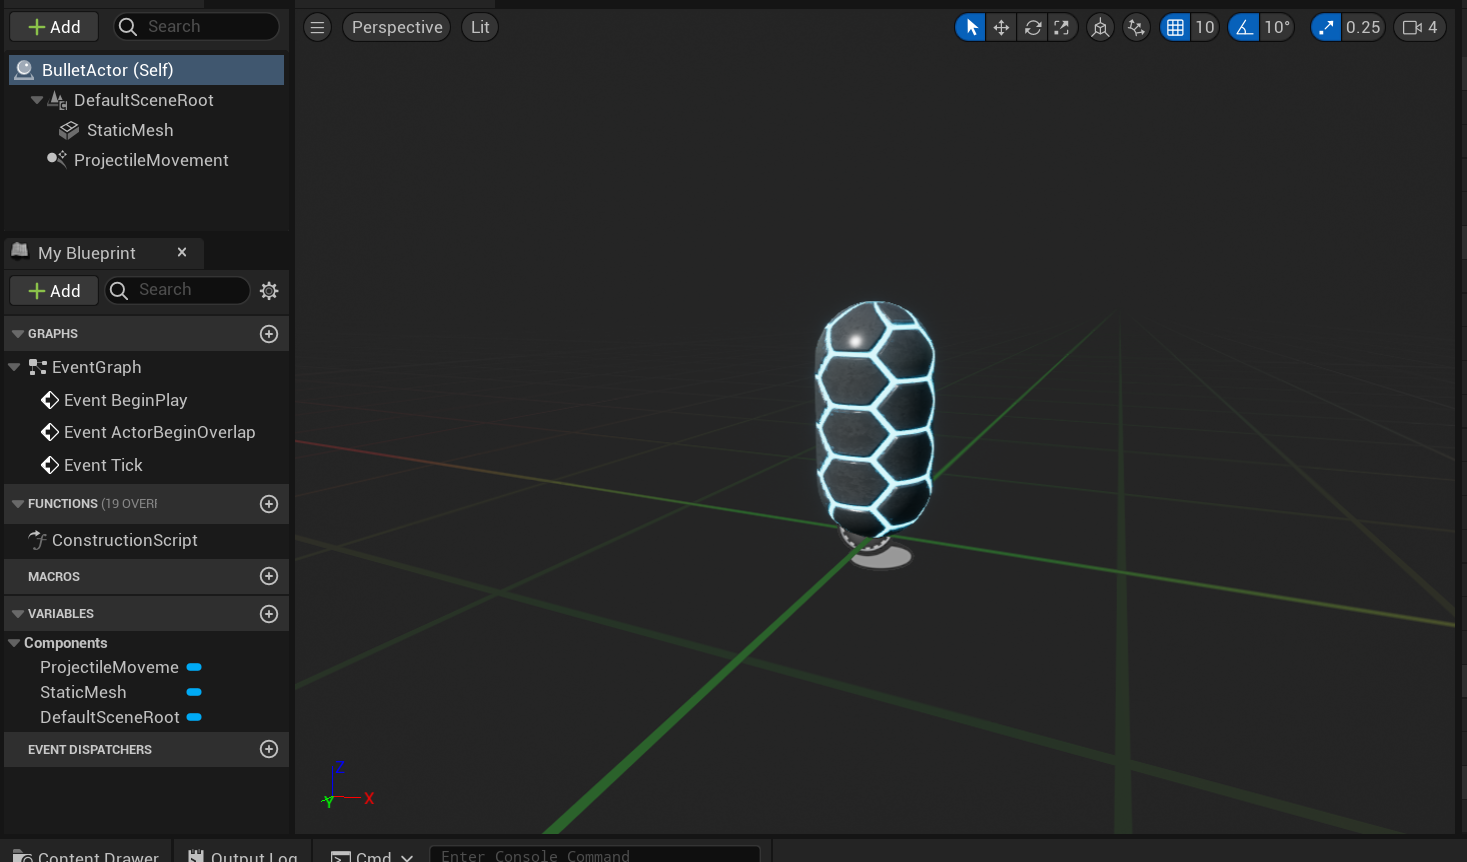 Add
Search
Perspective
Lit
10
10°
0.25
4
BulletActor (Self)
DefaultSceneRoot
StaticMesh
ProjectileMovement
My Blueprint
Add
Search
GRAPHS
EventGraph
Event BeginPlay
Event ActorBeginOverlap
Event Tick
FUNCTIONS (19 OVERI
ConstructionScript
MACROS
VARIABLES
Components
ProjectileMoveme
StaticMesh
DefaultSceneRoot
EVENT DISPATCHERS
Z
Y
X
Content Drawer
Output Log
Cmd
Enter Console Command